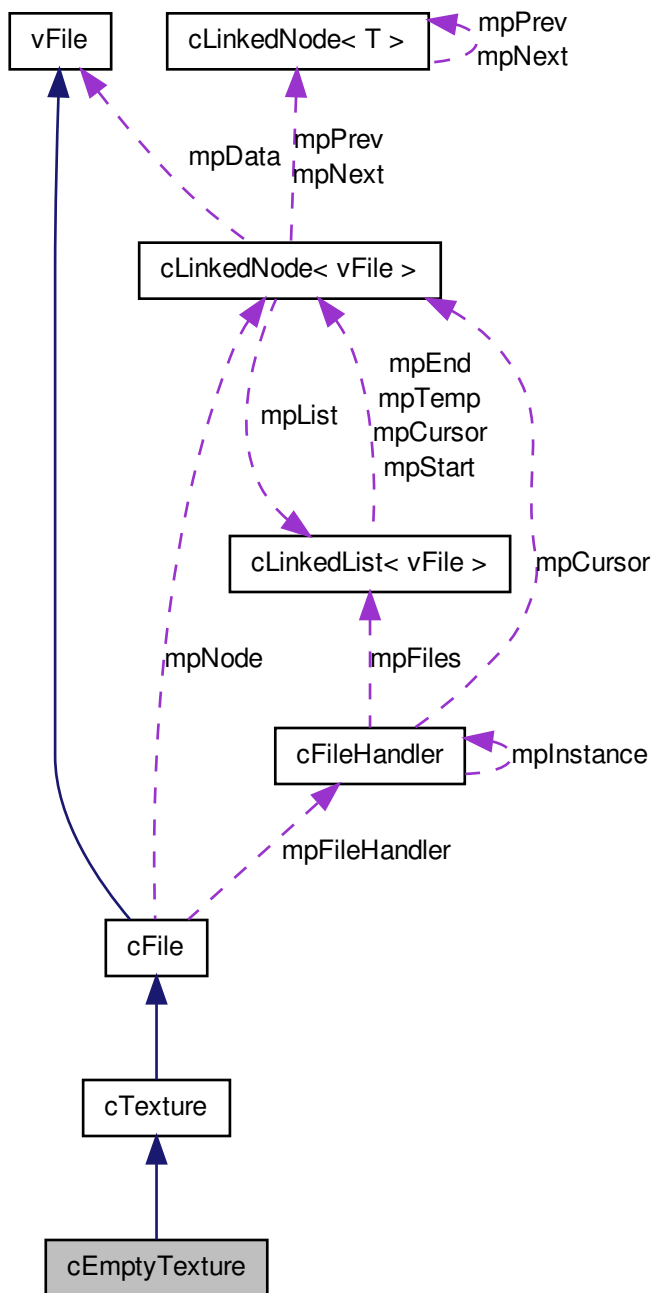 vFile
cLinkedNode< T >
mpPrev
mpNext
mpData
mpPrev
mpNext
cLinkedNode< vFile >
mpList
mpEnd
mpTemp
mpCursor
mpStart
cLinkedList< vFile >
mpCursor
mpNode
mpFiles
cFileHandler
mpInstance
mpFileHandler
cFile
cTexture
cEmptyTexture